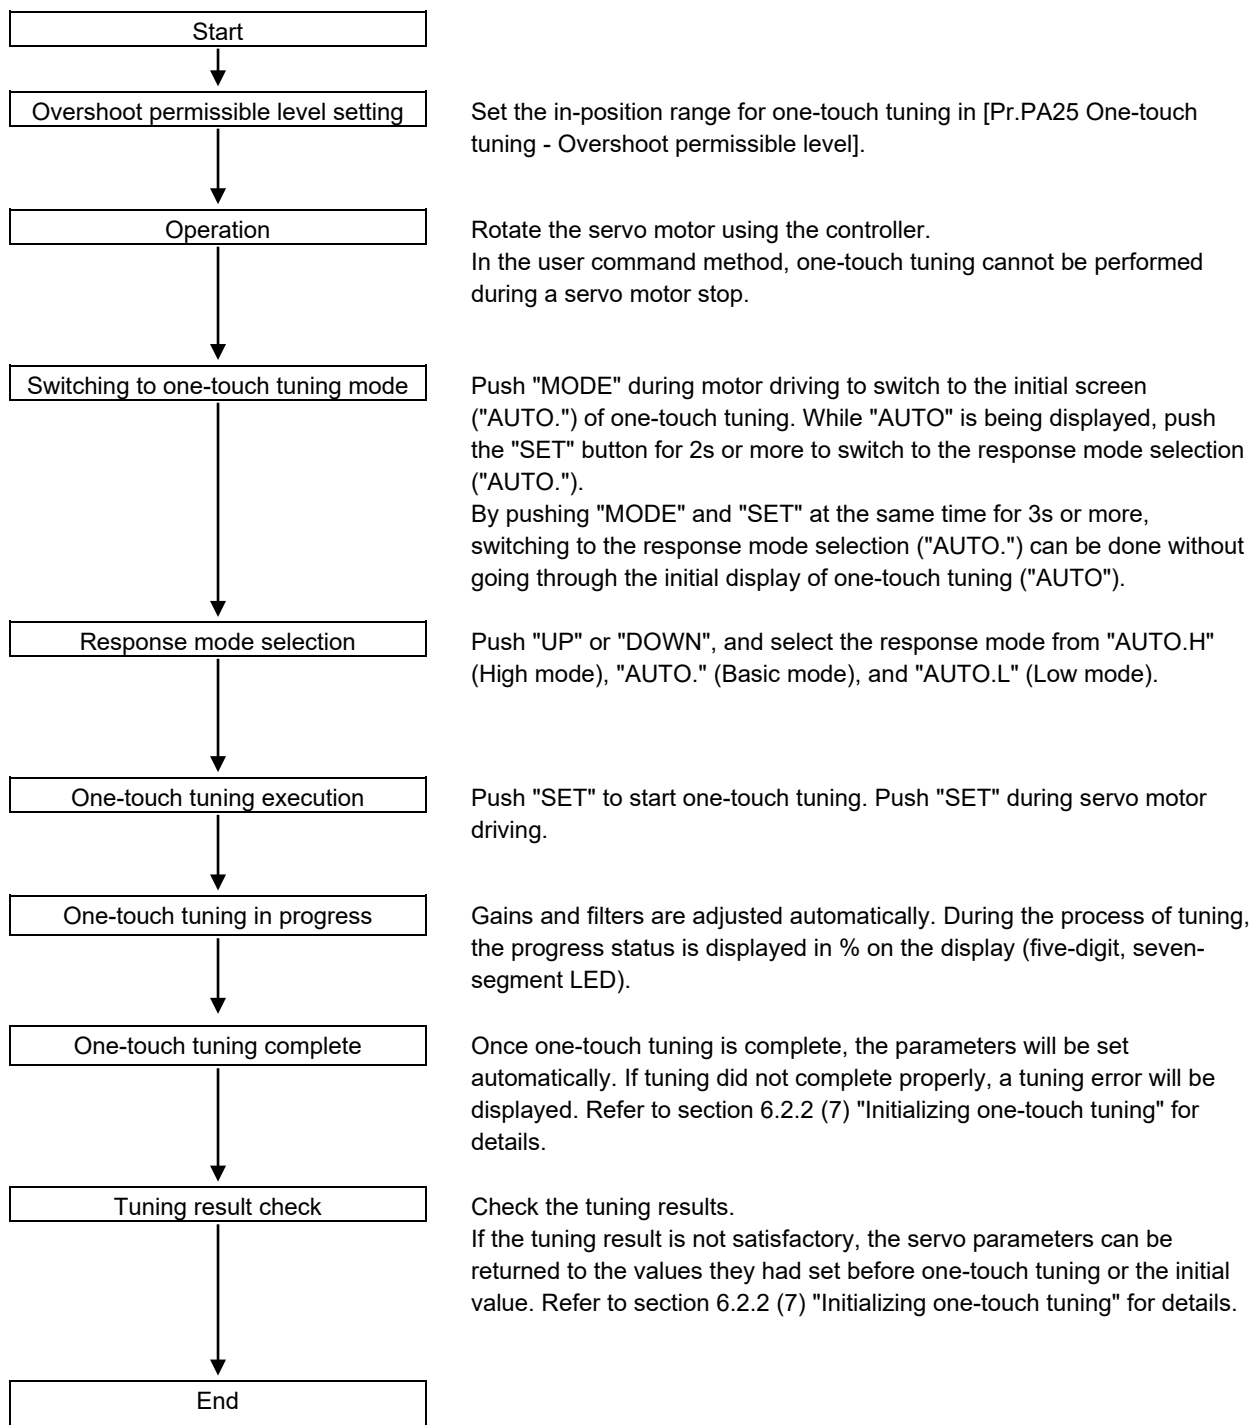 Start
Overshoot permissible level setting
Set the in-position range for one-touch tuning in [Pr.PA25 One-touch
tuning - Overshoot permissible level].
Operation
Rotate the servo motor using the controller.
In the user command method, one-touch tuning cannot be performed
during a servo motor stop.
Switching to one-touch tuning mode
Push "MODE" during motor driving to switch to the initial screen
("AUTO.") of one-touch tuning. While "AUTO" is being displayed, push
the "SET" button for 2s or more to switch to the response mode selection
("AUTO.").
By pushing "MODE" and "SET" at the same time for 3s or more,
switching to the response mode selection ("AUTO.") can be done without
going through the initial display of one-touch tuning ("AUTO").
Response mode selection
Push "UP" or "DOWN", and select the response mode from "AUTO.H"
(High mode), "AUTO." (Basic mode), and "AUTO.L" (Low mode).
One-touch tuning execution
Push "SET" to start one-touch tuning. Push "SET" during servo motor
driving.
One-touch tuning in progress
Gains and filters are adjusted automatically. During the process of tuning,
the progress status is displayed in % on the display (five-digit, seven-
segment LED).
One-touch tuning complete
Once one-touch tuning is complete, the parameters will be set
automatically. If tuning did not complete properly, a tuning error will be
displayed. Refer to section 6.2.2 (7) "Initializing one-touch tuning" for
details.
Tuning result check
Check the tuning results.
If the tuning result is not satisfactory, the servo parameters can be
returned to the values they had set before one-touch tuning or the initial
value. Refer to section 6.2.2 (7) "Initializing one-touch tuning" for details.
End